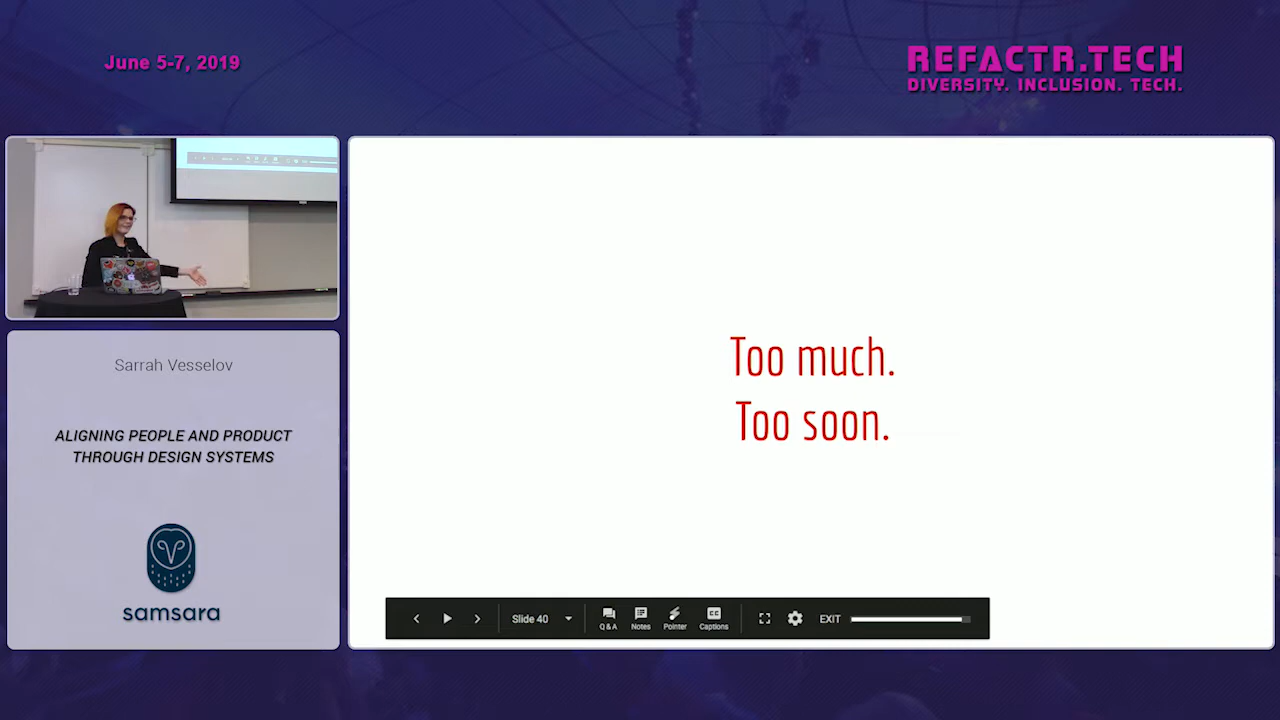 June 5-7, 2019
REFACTR.TECH
DIVERSITY. INCLUSION. TECH.
Sarrah Vesselov
ALIGNING PEOPLE AND PRODUCT
THROUGH DESIGN SYSTEMS
samsara
Too much.
Too soon.
Slide 40
Q & A
Notes
Pointer
Captions
EXIT